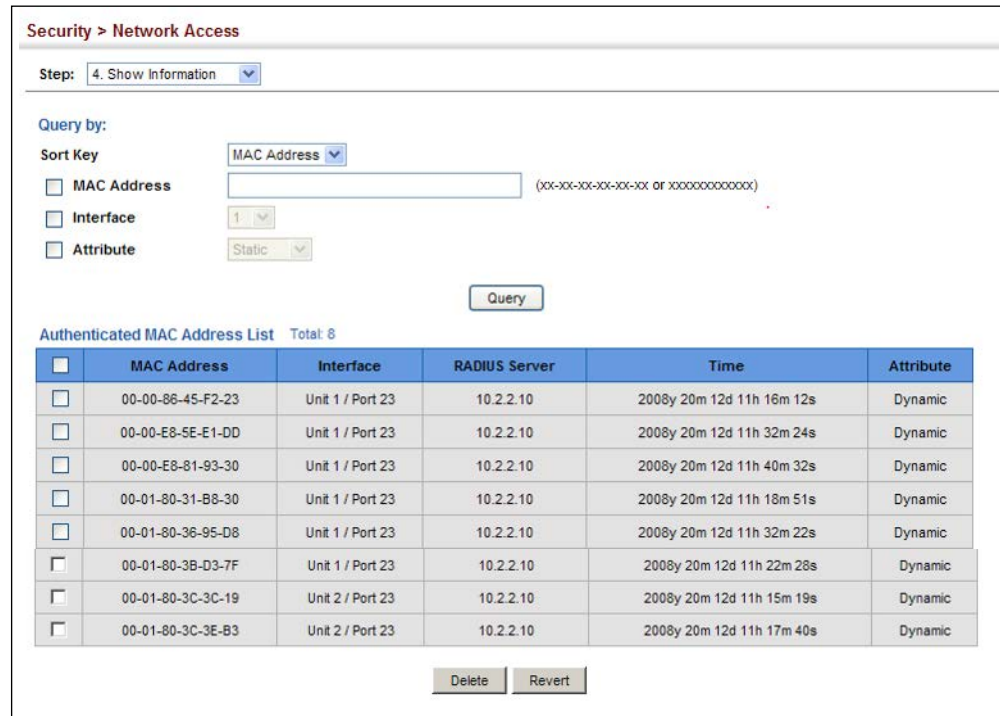 Security > Network Access
Step: 4. Show Information
Query by:
Sort Key MAC Address
MAC Address (xx-xx-xx-xx-xx-xx or xxxxxxxxxxxx)
Interface 1
Attribute Static
Query
Authenticated MAC Address List Total: 8
MAC Address Interface RADIUS Server Time Attribute
00-00-86-45-F2-23 Unit 1 / Port 23 10.2.2.10 2008y 20m 12d 11h 16m 12s Dynamic
00-00-E8-5E-E1-DD Unit 1 / Port 23 10.2.2.10 2008y 20m 12d 11h 32m 24s Dynamic
00-00-E8-81-93-30 Unit 1 / Port 23 10.2.2.10 2008y 20m 12d 11h 40m 32s Dynamic
00-01-80-31-B8-30 Unit 1 / Port 23 10.2.2.10 2008y 20m 12d 11h 18m 51s Dynamic
00-01-80-36-95-D8 Unit 1 / Port 23 10.2.2.10 2008y 20m 12d 11h 32m 22s Dynamic
00-01-80-3B-D3-7F Unit 1 / Port 23 10.2.2.10 2008y 20m 12d 11h 22m 28s Dynamic
00-01-80-3C-3C-19 Unit 2 / Port 23 10.2.2.10 2008y 20m 12d 11h 15m 19s Dynamic
00-01-80-3C-3E-B3 Unit 2 / Port 23 10.2.2.10 2008y 20m 12d 11h 17m 40s Dynamic
Delete Revert